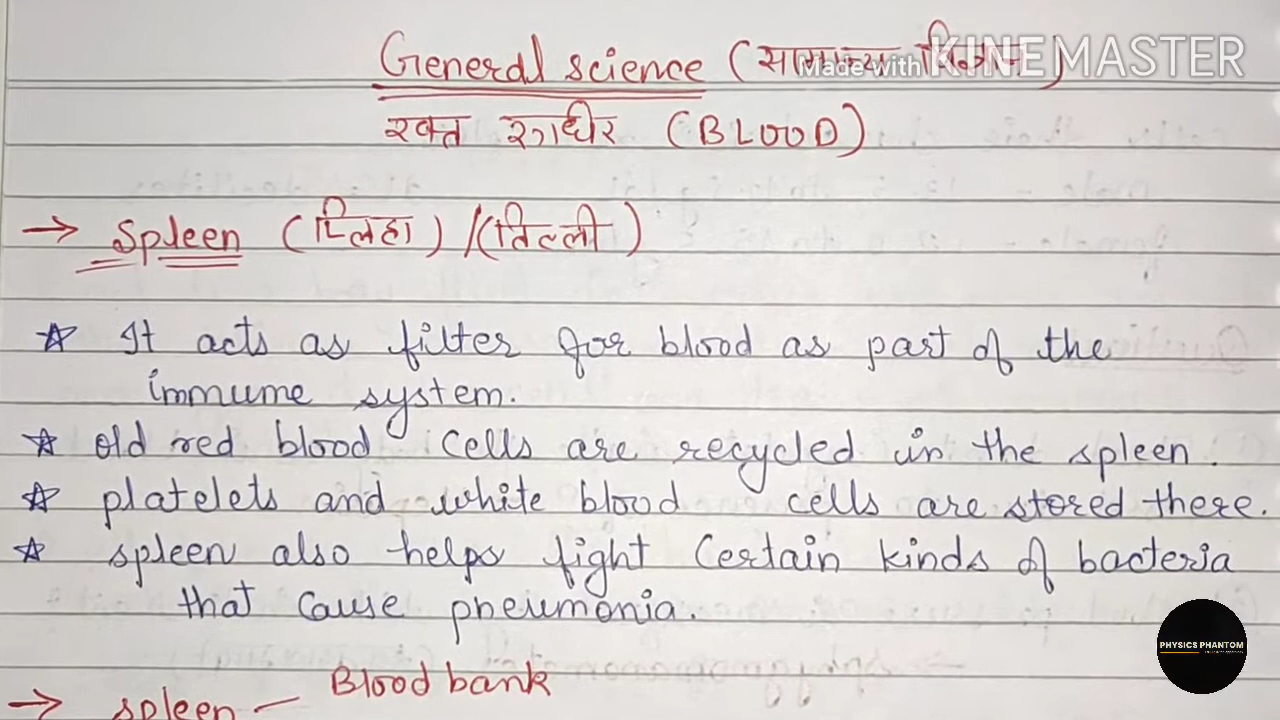 General science (सामान्य विज्ञान)
Made with KINEMASTER
रक्त रुधिर (BLOOD)
→ Spleen (प्लिहा) / (तिल्ली)
☆ It acts as filter for blood as part of the
immume system.
☆ old red blood cells are recycled in the spleen.
☆ platelets and white blood cells are stored there.
☆ spleen also helps fight Certain kinds of bacteria
that cause pneumonia.
PHYSICS PHANTOM
→ spleen — Blood bank